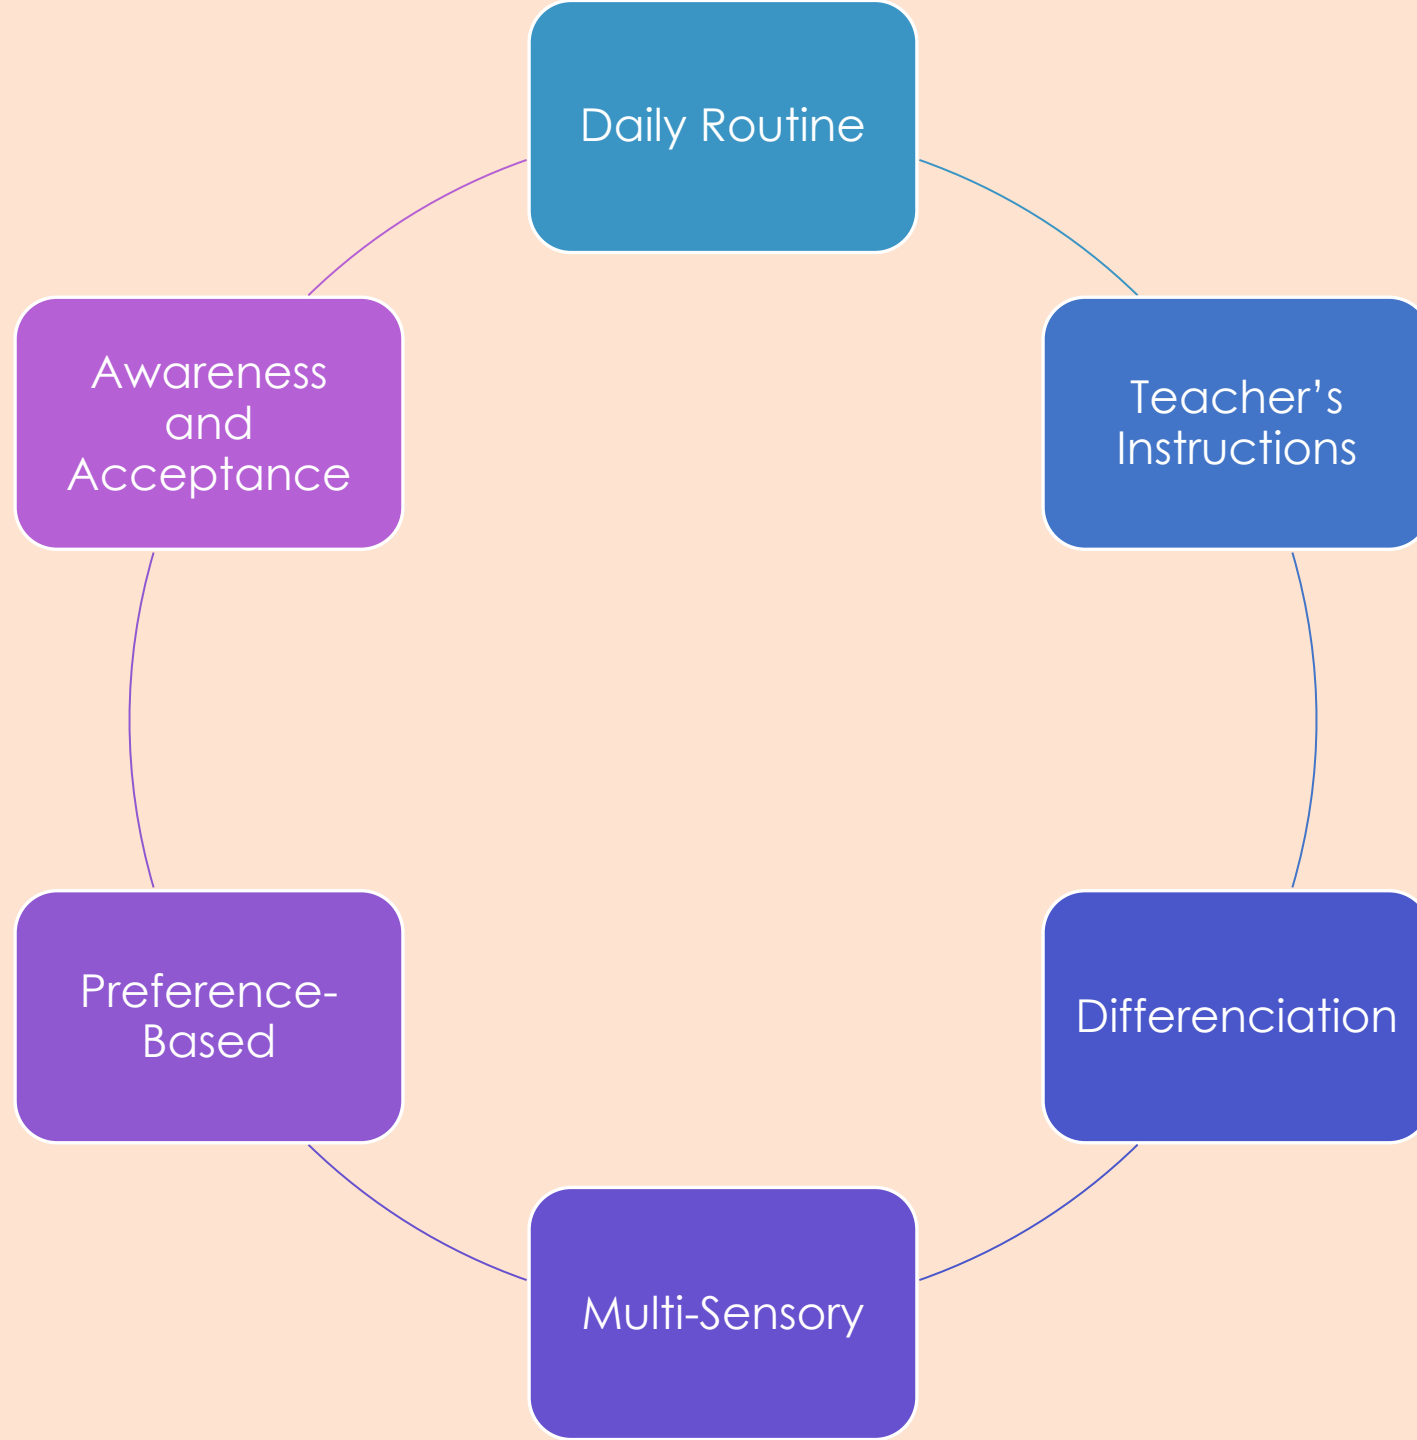 Daily Routine
Teacher’s
Instructions
Differenciation
Multi-Sensory
Preference-
Based
Awareness
and
Acceptance